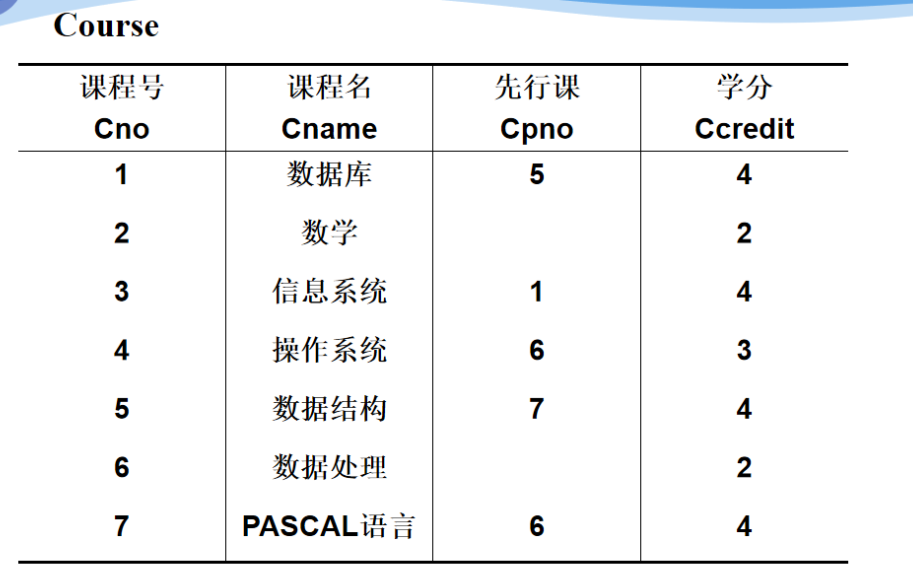 Course
课程号 课程名 先行课 学分
Cno Cname Cpno Ccredit
1 数据库 5 4
2 数学 2
3 信息系统 1 4
4 操作系统 6 3
5 数据结构 7 4
6 数据处理 2
7 PASCAL语言 6 4